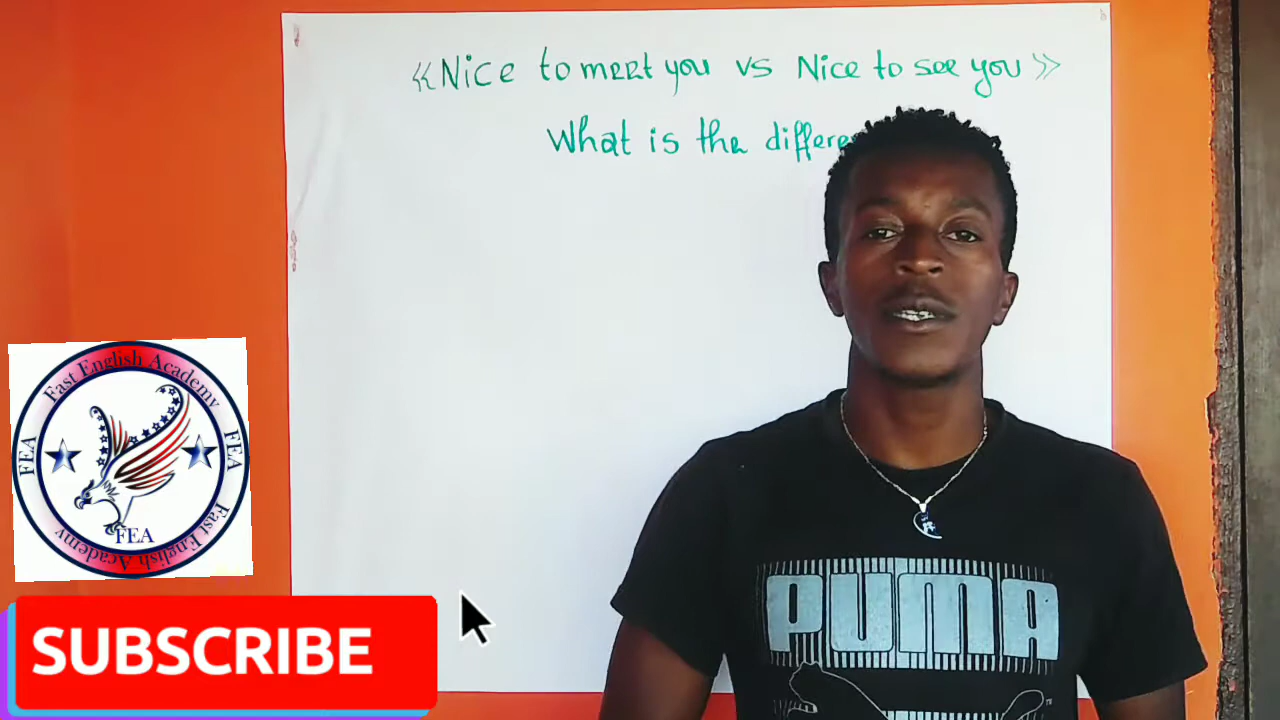 «Nice to meet you vs Nice to see you»
What is the
Fast English Academy
FEA
FEA
FEA
Fast English Academy
SUBSCRIBE
PUMA